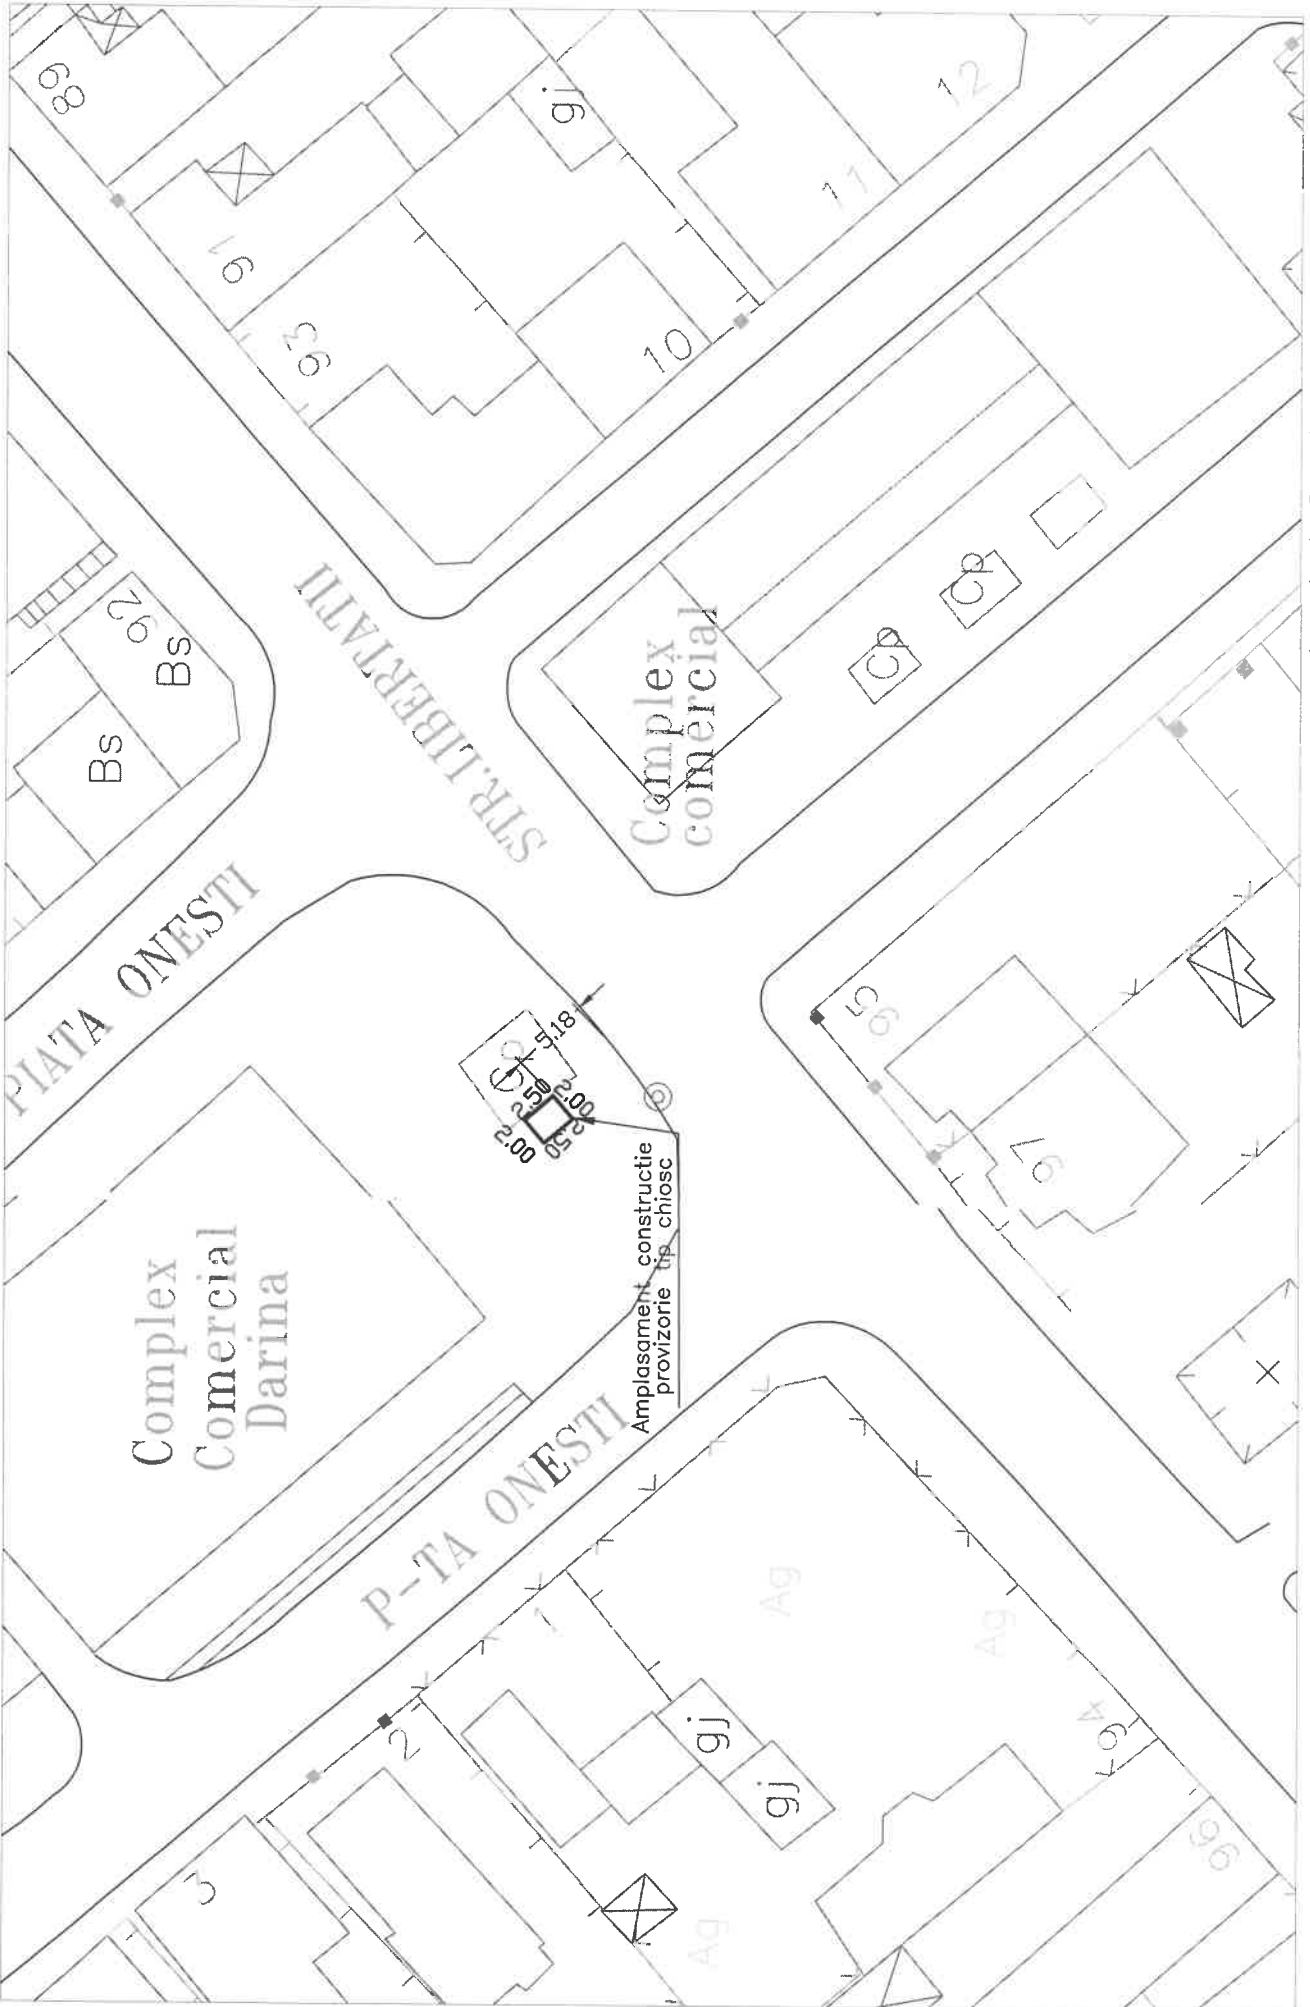 89
91
93
gj
12
11
10
92
Bs
Bs
STR.LIBERTATII
PIATA ONESTI
Complex
comercial
Cp
Cp
Cp
5.18
2.50
2.00
2.50
2.00
95
97
Amplasament constructie
provizorie tip chiosc
Complex
Comercial
Darina
P-TA ONESTI
1
2
3
gj
gj
Ag
Ag
Ag
94
96